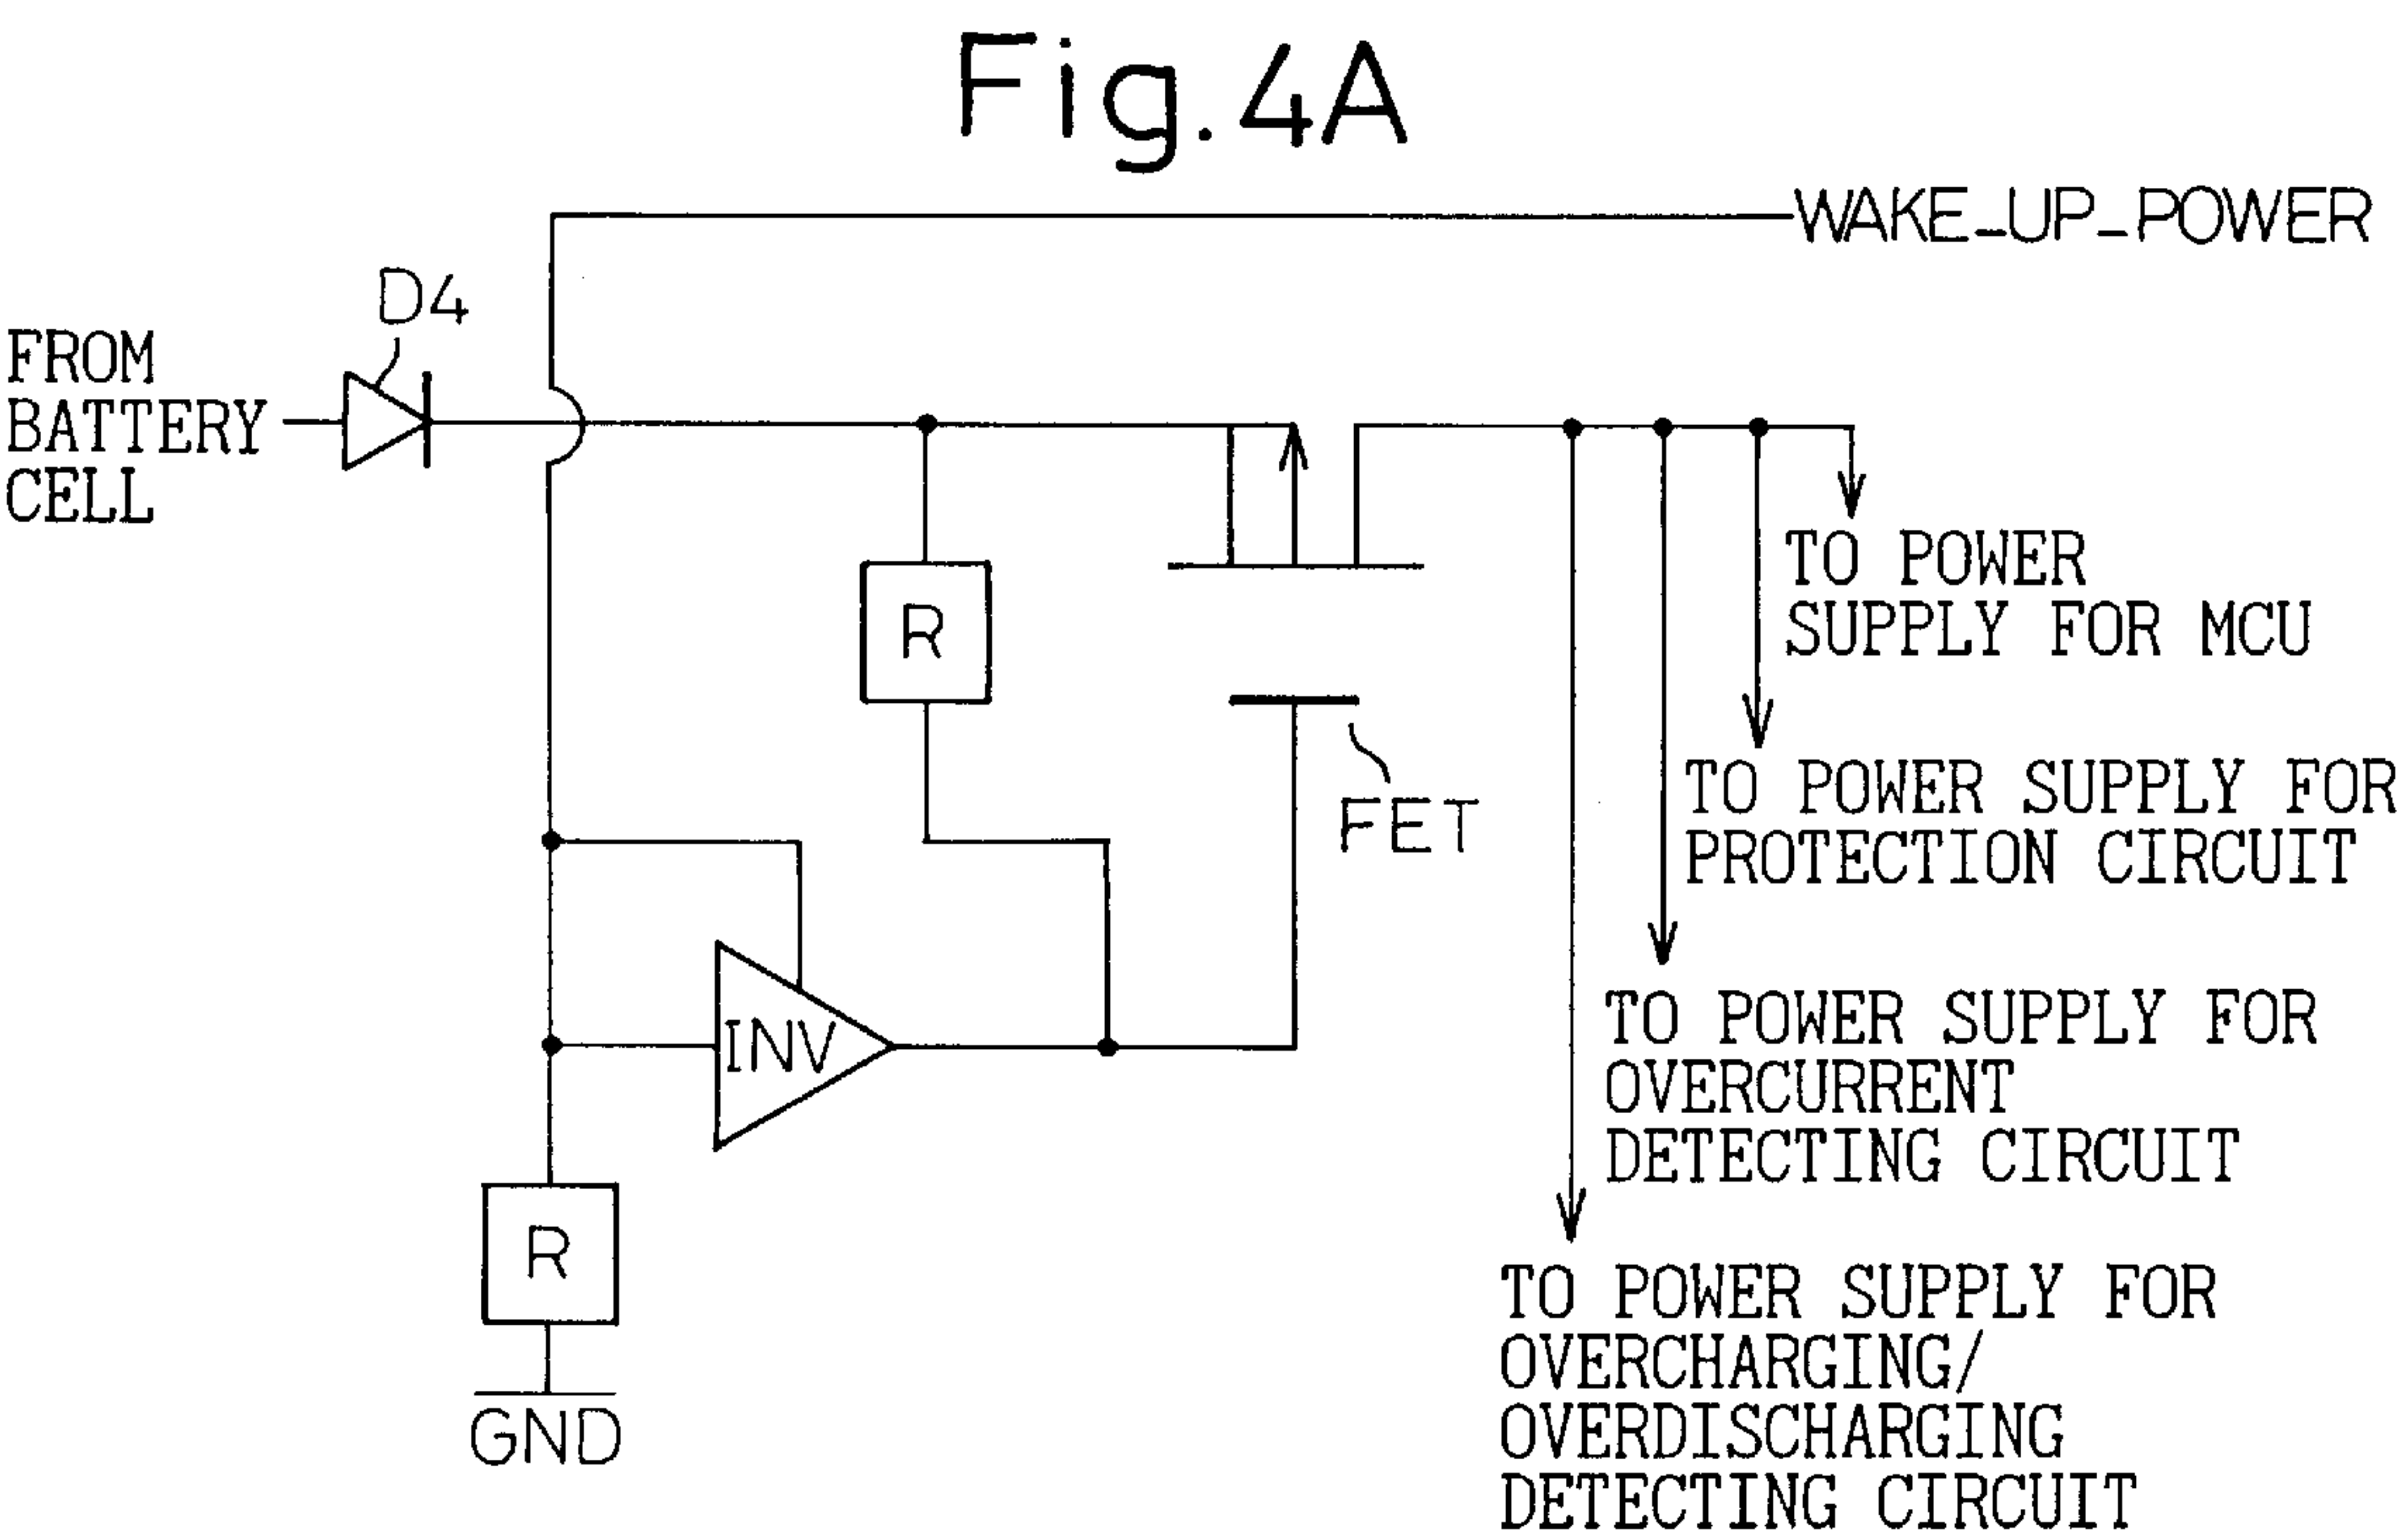 Fig.4A
WAKE_UP_POWER
D4
FROM
BATTERY
CELL
R
TO POWER
SUPPLY FOR MCU
FET
TO POWER SUPPLY FOR
PROTECTION CIRCUIT
INV
TO POWER SUPPLY FOR
OVERCURRENT
DETECTING CIRCUIT
R
GND
TO POWER SUPPLY FOR
OVERCHARGING/
OVERDISCHARGING
DETECTING CIRCUIT